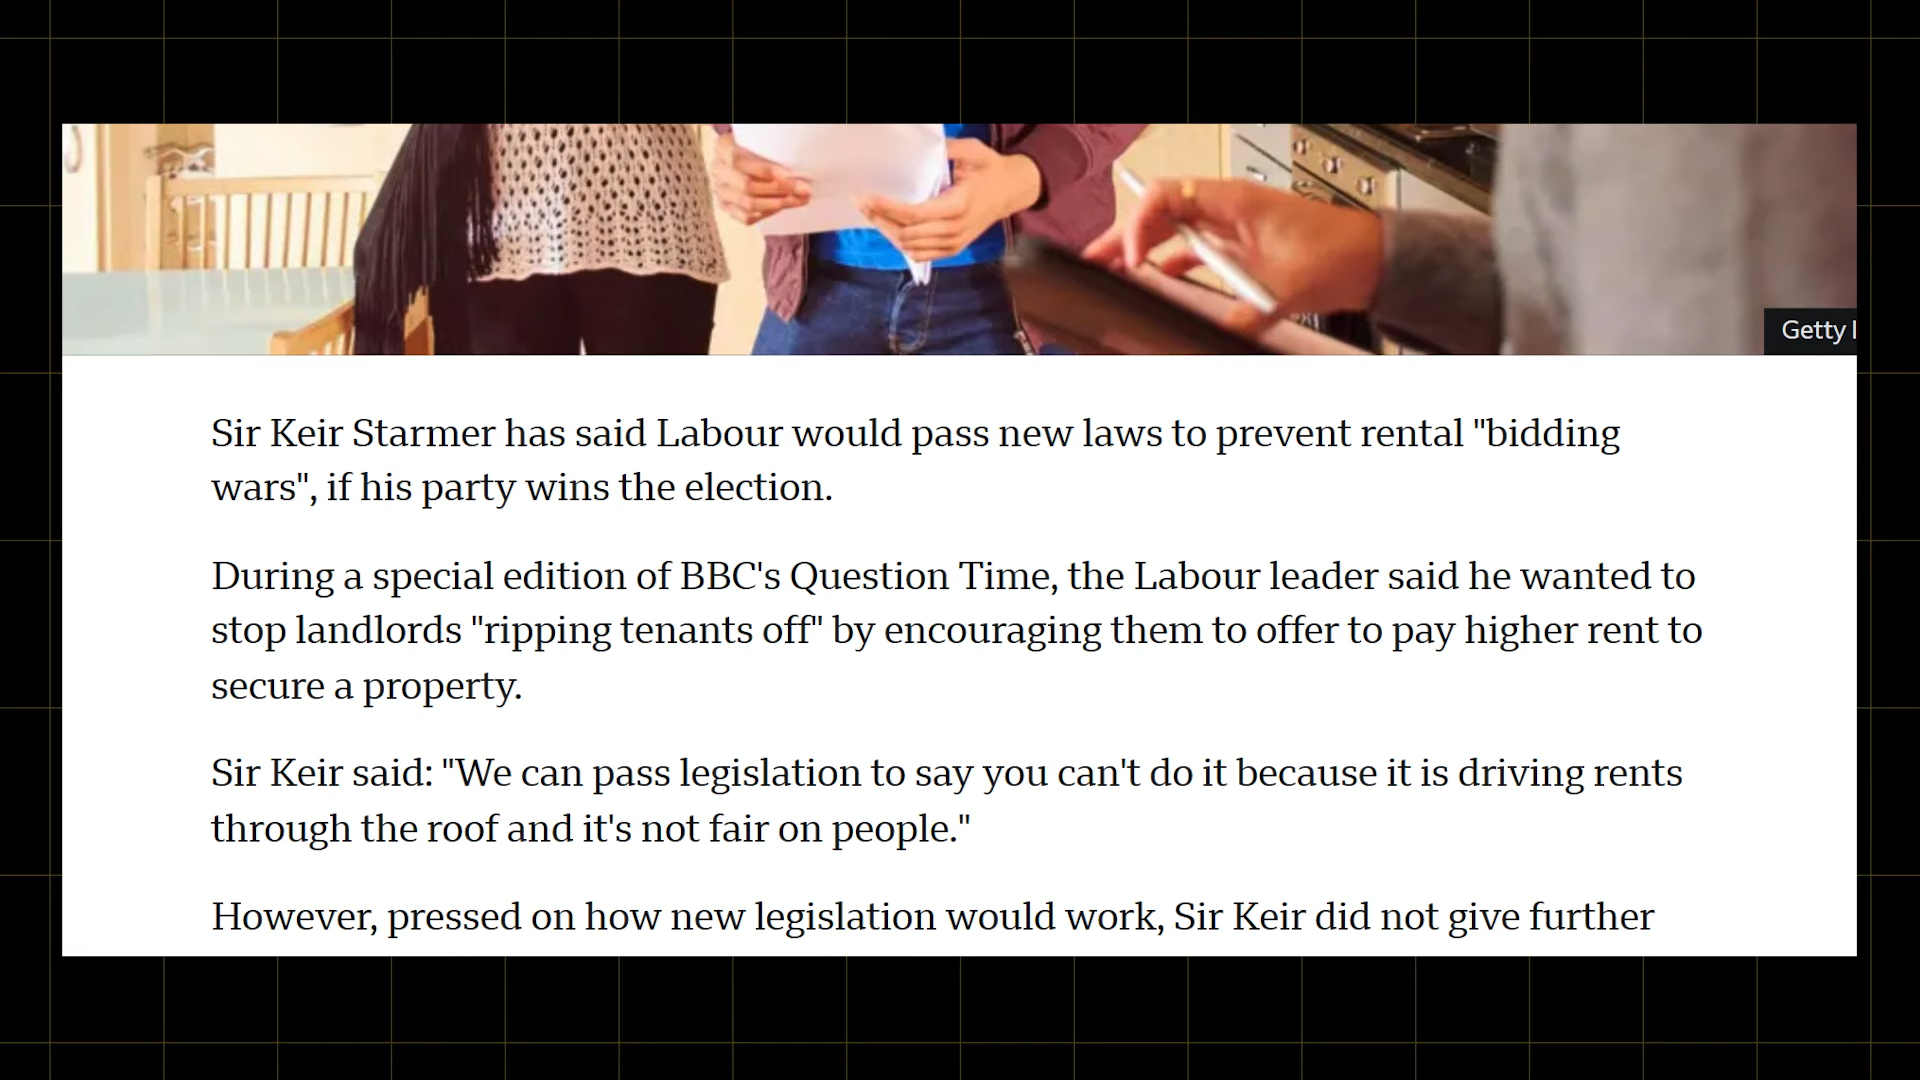 Getty
Sir Keir Starmer has said Labour would pass new laws to prevent rental "bidding
wars", if his party wins the election.
During a special edition of BBC's Question Time, the Labour leader said he wanted to
stop landlords "ripping tenants off" by encouraging them to offer to pay higher rent to
secure a property.
Sir Keir said: "We can pass legislation to say you can't do it because it is driving rents
through the roof and it's not fair on people."
However, pressed on how new legislation would work, Sir Keir did not give further